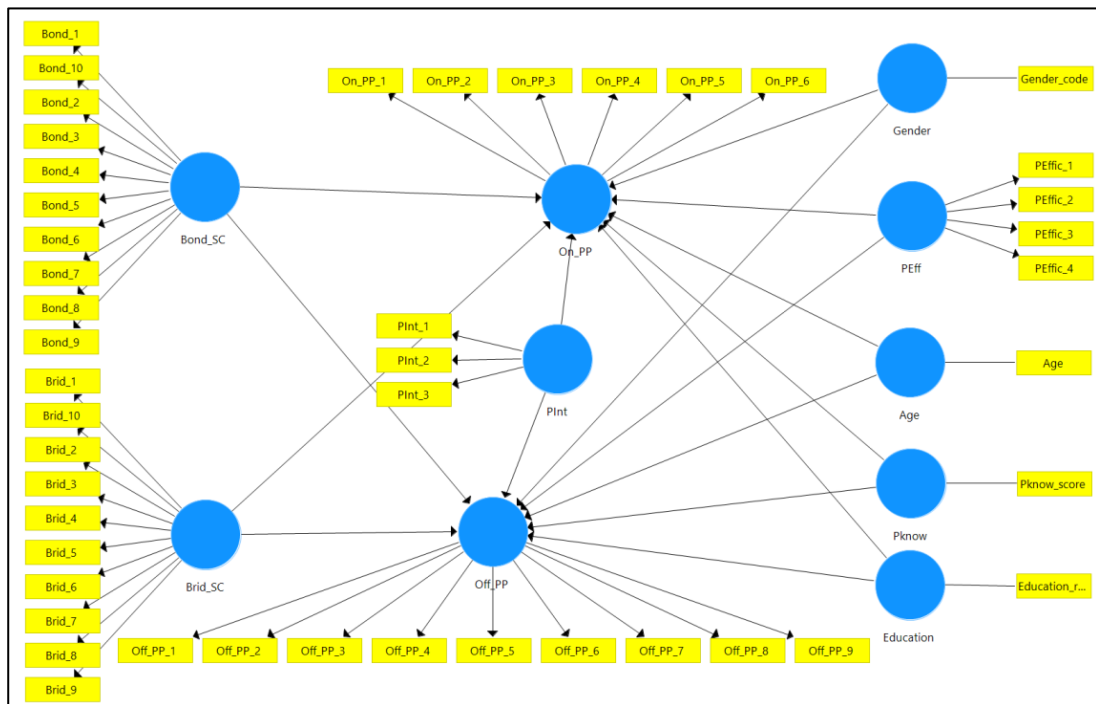 Bond_1
Bond_10
Bond_2
Bond_3
Bond_4
Bond_5
Bond_6
Bond_7
Bond_8
Bond_9
Bond_SC
Brid_1
Brid_10
Brid_2
Brid_3
Brid_4
Brid_5
Brid_6
Brid_7
Brid_8
Brid_9
Brid_SC
On_PP_1
On_PP_2
On_PP_3
On_PP_4
On_PP_5
On_PP_6
On_PP
PInt_1
PInt_2
PInt_3
PInt
Off_PP
Off_PP_1
Off_PP_2
Off_PP_3
Off_PP_4
Off_PP_5
Off_PP_6
Off_PP_7
Off_PP_8
Off_PP_9
Gender
Gender_code
PEff
PEffic_1
PEffic_2
PEffic_3
PEffic_4
Age
Age
Pknow
Pknow_score
Education
Education_r...